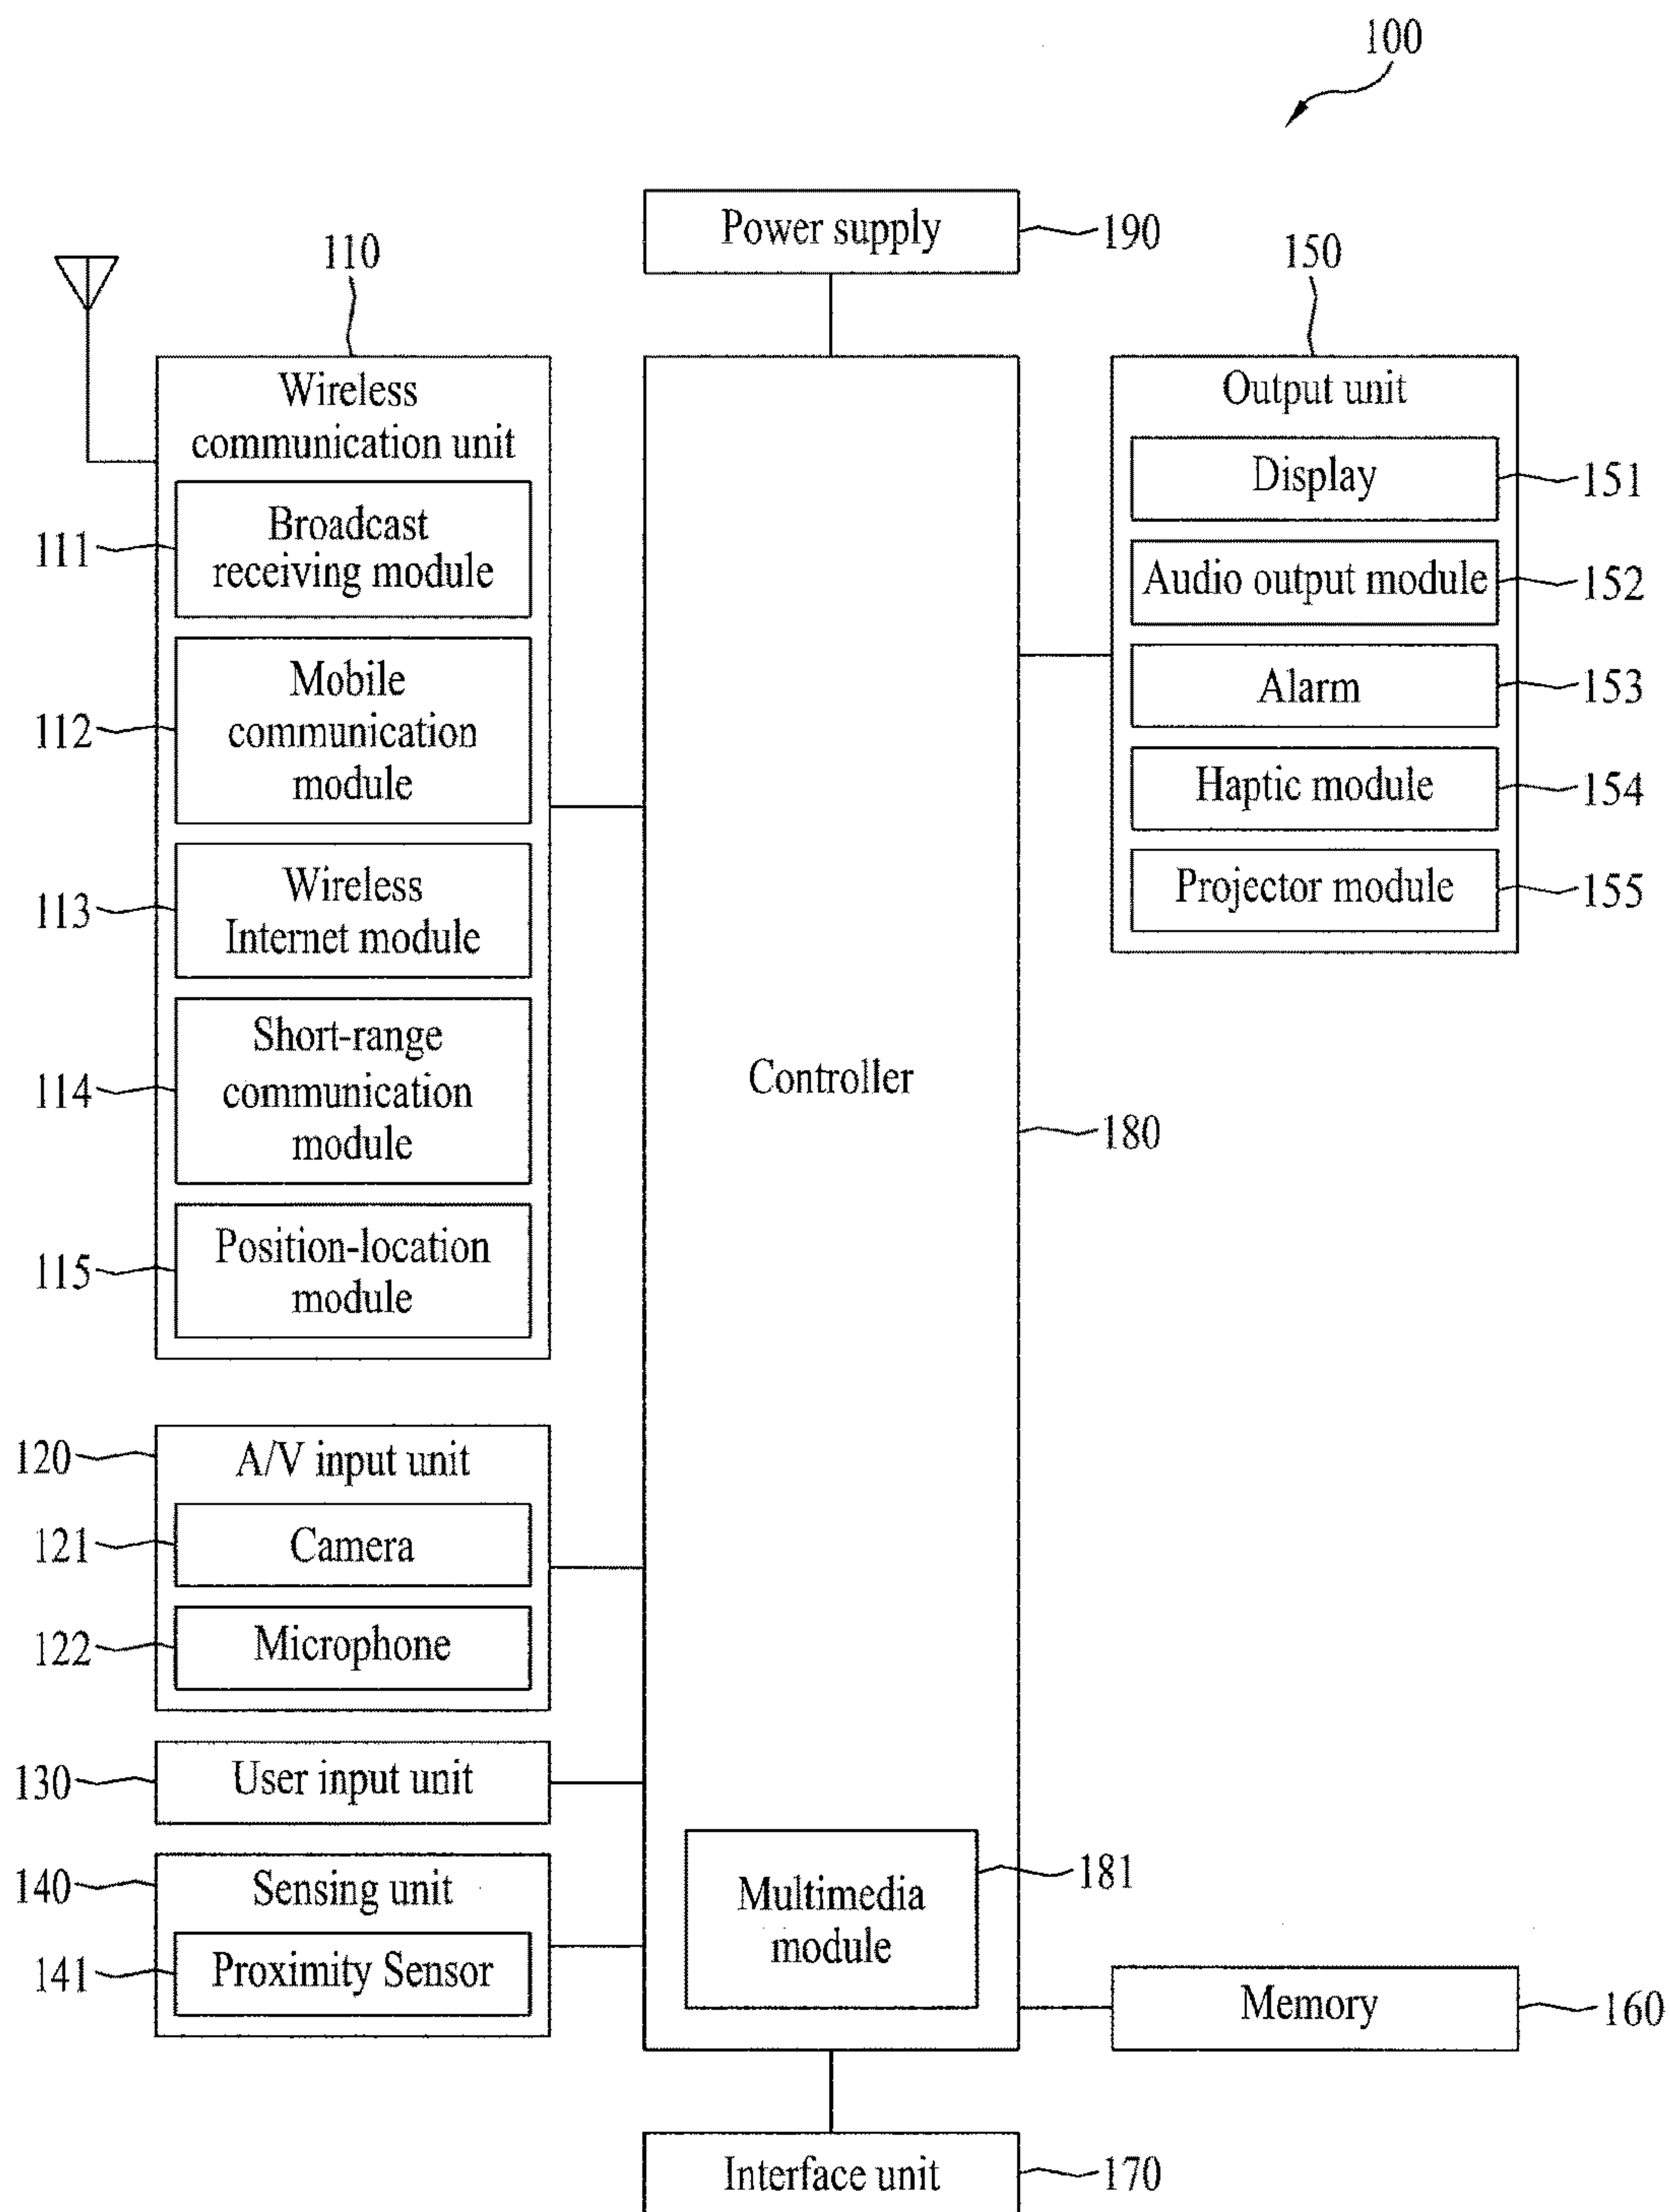 100
Power supply
190
110
150
Wireless
communication unit
Output unit
Display
151
Broadcast
receiving module
111
Audio output module
152
Mobile
communication
module
112
Alarm
153
Haptic module
154
Wireless
Internet module
113
Projector module
155
Short-range
communication
module
114
Controller
180
Position-location
module
115
120
A/V input unit
121
Camera
122
Microphone
130
User input unit
140
Sensing unit
141
Proximity Sensor
Multimedia
module
181
Memory
160
Interface unit
170